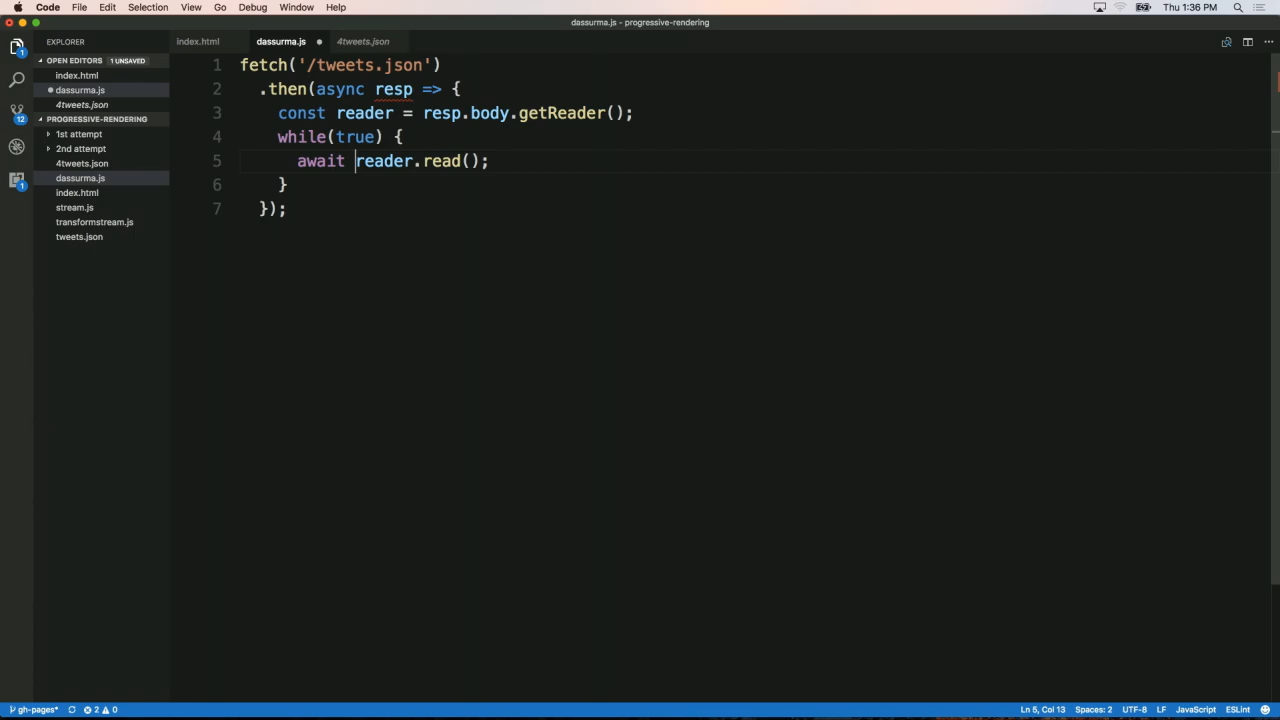 Code File Edit Selection View Go Debug Window Help Thu 1:36 PM
dassurma.js - progressive-rendering
EXPLORER
index.html dassurma.js 4tweets.json
OPEN EDITORS 1 UNSAVED
index.html
dassurma.js
4tweets.json
PROGRESSIVE-RENDERING
1st attempt
2nd attempt
4tweets.json
dassurma.js
index.html
stream.js
transformstream.js
tweets.json
1
12
1
1 fetch('/tweets.json')
2 .then(async resp => {
3 const reader = resp.body.getReader();
4 while(true) {
5 await reader.read();
6 }
7 });
gh-pages* 2 0 Ln 5, Col 13 Spaces: 2 UTF-8 LF JavaScript ESLint